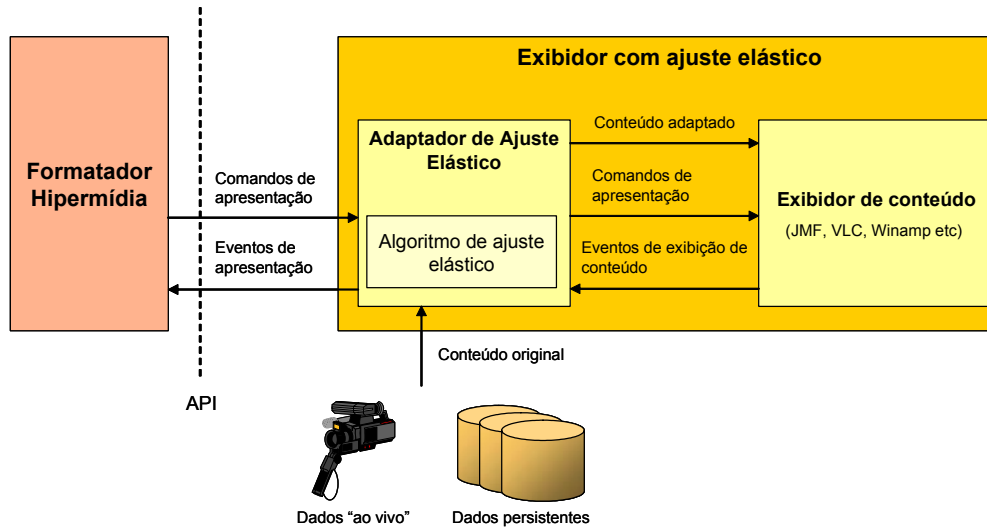 Exibidor com ajuste elástico
Formatador
Hipermídia
Comandos de
apresentação
Eventos de
apresentação
API
Adaptador de Ajuste
Elástico
Algoritmo de ajuste
elástico
Conteúdo adaptado
Comandos de
apresentação
Eventos de exibição de
conteúdo
Exibidor de conteúdo
(JMF, VLC, Winamp etc)
Conteúdo original
Dados “ao vivo”
Dados persistentes